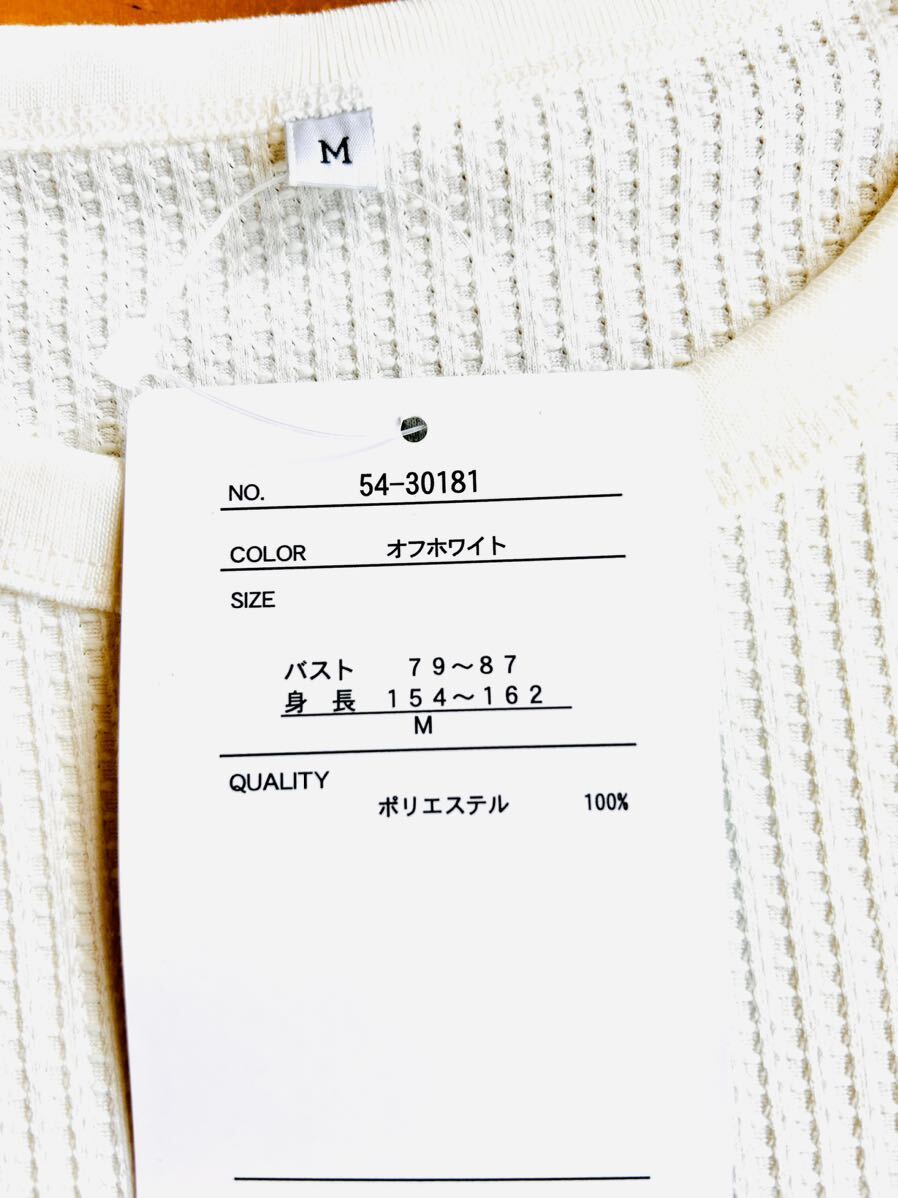 M
NO. 54-30181
COLOR オフホワイト
SIZE
バスト 79～87
身 長 154～162
M
QUALITY
ポリエステル 100%